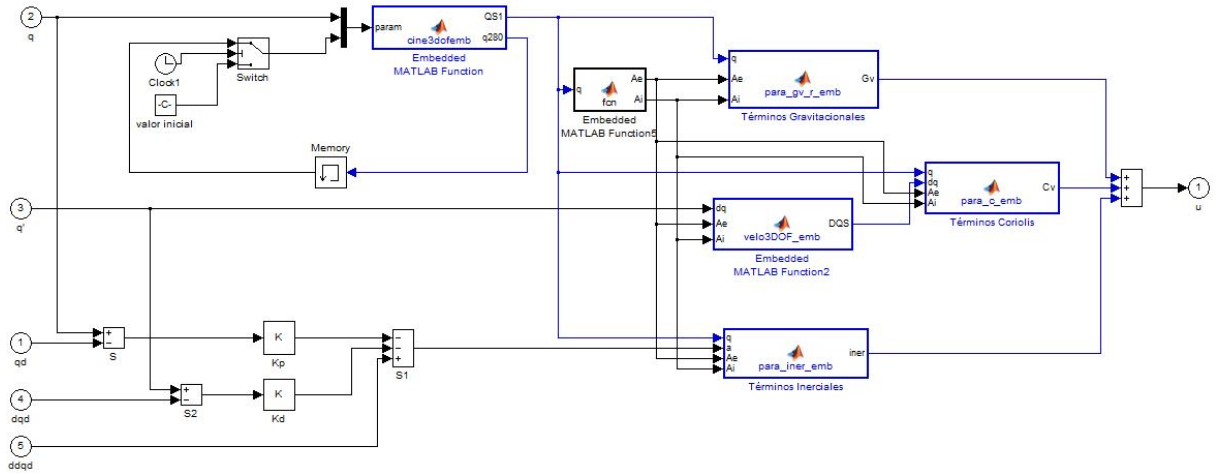 2
q
Clock1
-C-
valor inicial
Switch
param
cine3dofemb
QS1
q280
Embedded
MATLAB Function
Memory
q
fcn
Ae
Ai
Embedded
MATLAB Function5
q
Ae
Ai
para_gv_r_emb
Gv
Términos Gravitacionales
q
dq
Ae
Ai
para_c_emb
Cv
Términos Coriolis
+
+
+
1
u
3
q'
dq
Ae
Ai
velo3DOF_emb
DQS
Embedded
MATLAB Function2
1
qd
+
−
S
K
Kp
−
−
+
S1
q
a
Ae
Ai
para_iner_emb
iner
Términos Inerciales
4
dqd
+
−
S2
K
Kd
5
ddqd